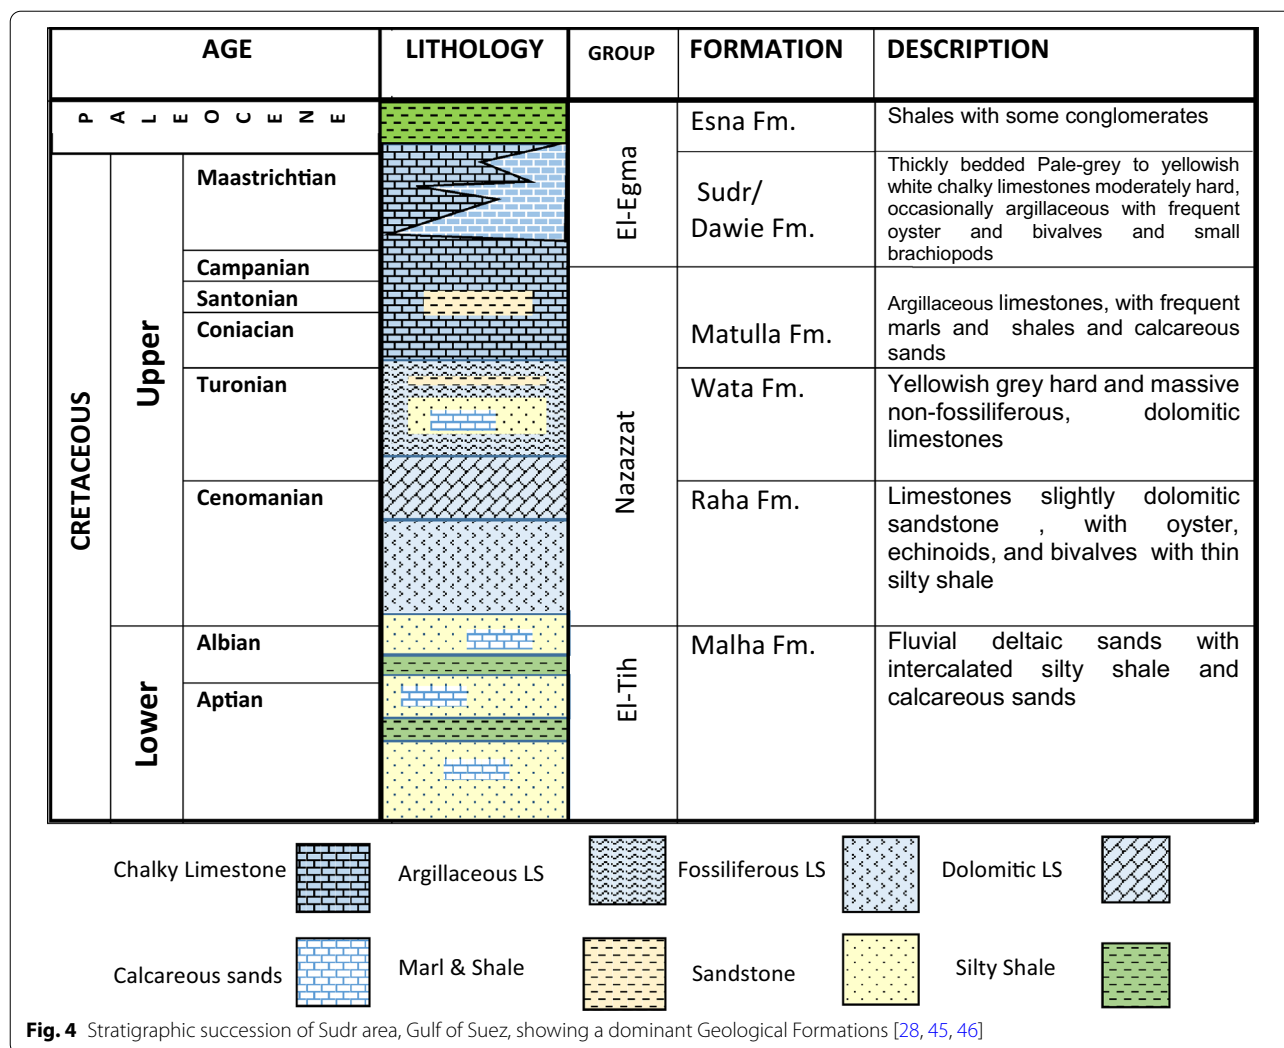 AGE LITHOLOGY GROUP FORMATION DESCRIPTION
P A L E O C E N E
Esna Fm.
Shales with some conglomerates
CRETACEOUS
Upper
Maastrichtian
El-Egma
Sudr/
Dawie Fm.
Thickly bedded Pale-grey to yellowish
white chalky limestones moderately hard,
occasionally argillaceous with frequent
oyster and bivalves and small
brachiopods
Campanian
Santonian
Coniacian
Nazazzat
Matulla Fm.
Argillaceous limestones, with frequent
marls and shales and calcareous
sands
Turonian
Wata Fm.
Yellowish grey hard and massive
non-fossiliferous, dolomitic
limestones
Cenomanian
Raha Fm.
Limestones slightly dolomitic
sandstone , with oyster,
echinoids, and bivalves with thin
silty shale
Lower
Albian
Aptian
El-Tih
Malha Fm.
Fluvial deltaic sands with
intercalated silty shale and
calcareous sands
Chalky Limestone Argillaceous LS Fossiliferous LS Dolomitic LS
Calcareous sands Marl & Shale Sandstone Silty Shale
Fig. 4 Stratigraphic succession of Sudr area, Gulf of Suez, showing a dominant Geological Formations [28, 45, 46]